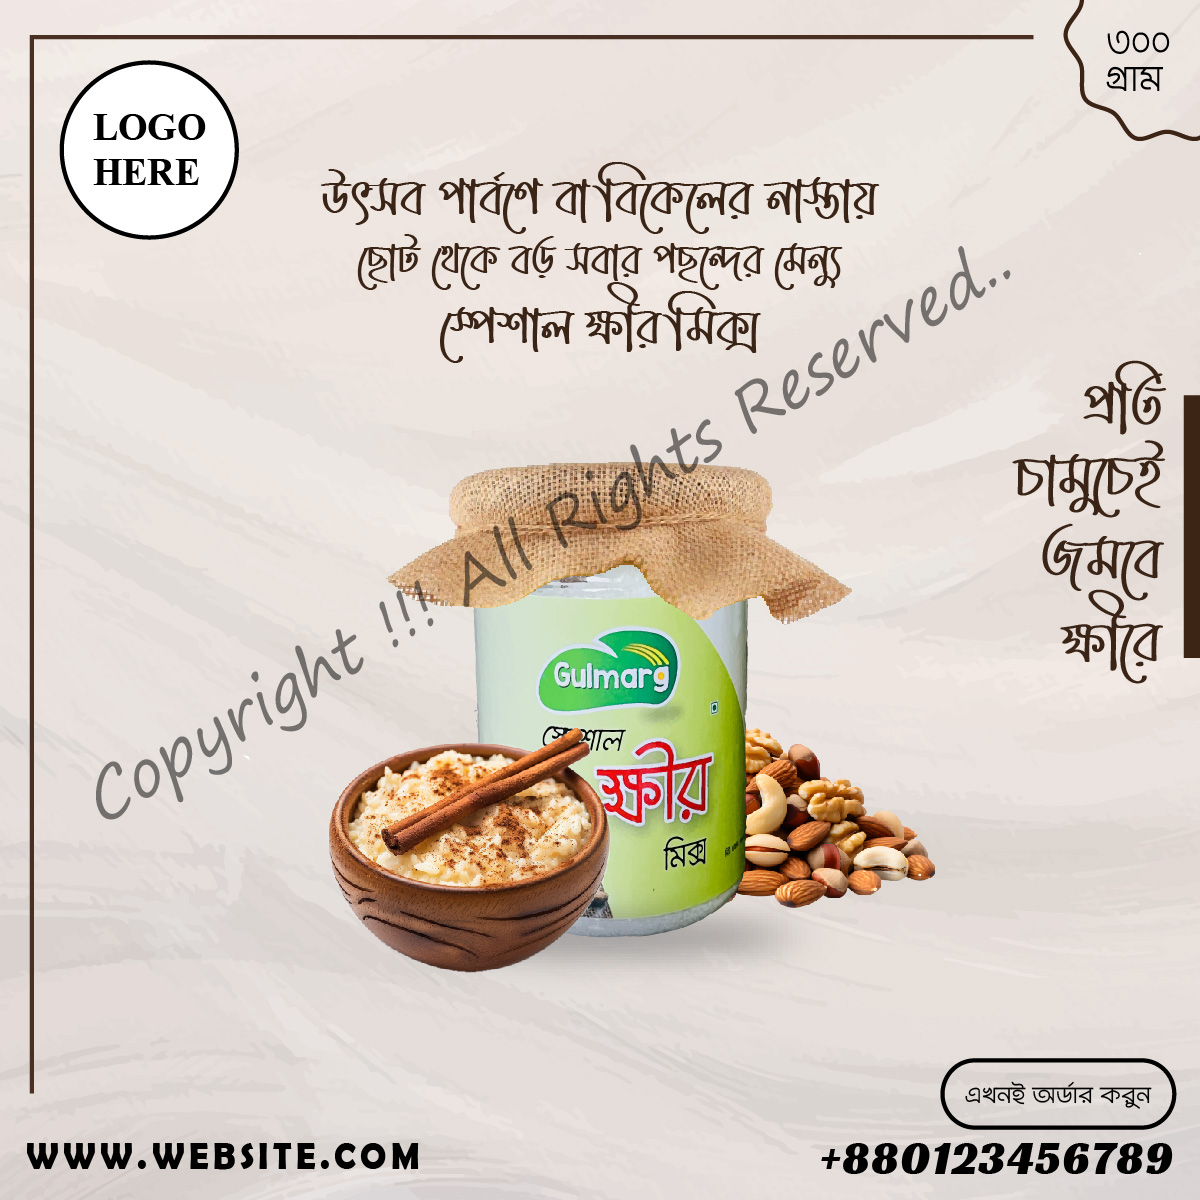 LOGO
HERE
৩০০
গ্রাম
উৎসব পার্বণে বা বিকেলের নাস্তায়
ছোট থেকে বড় সবার পছন্দের মেন্যু
স্পেশাল ক্ষীর মিক্স
প্রতি
চামুচেই
জমবে
ক্ষীরে
Copyright !!! All Rights Reserved..
Gulmarg
স্পেশাল
ক্ষীর
মিক্স
এখনই অর্ডার করুন
WWW.WEBSITE.COM
+880123456789